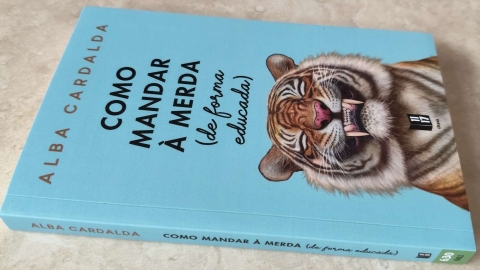 ALBA CARDALDA
COMO
MANDAR
À MERDA
(de forma
educada)
ALBA CARDALDA
COMO MANDAR À MERDA (de forma educada)